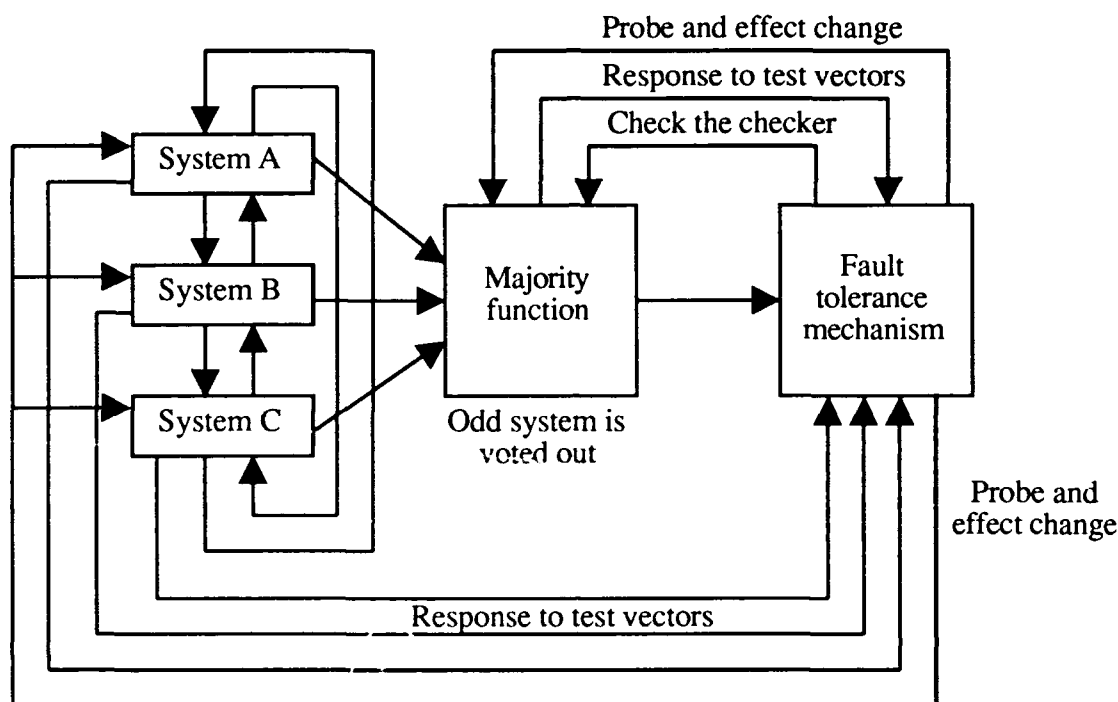 Probe and effect change
Response to test vectors
Check the checker
System A
System B
System C
Majority
function
Fault
tolerance
mechanism
Odd system is
voted out
Probe and
effect change
Response to test vectors